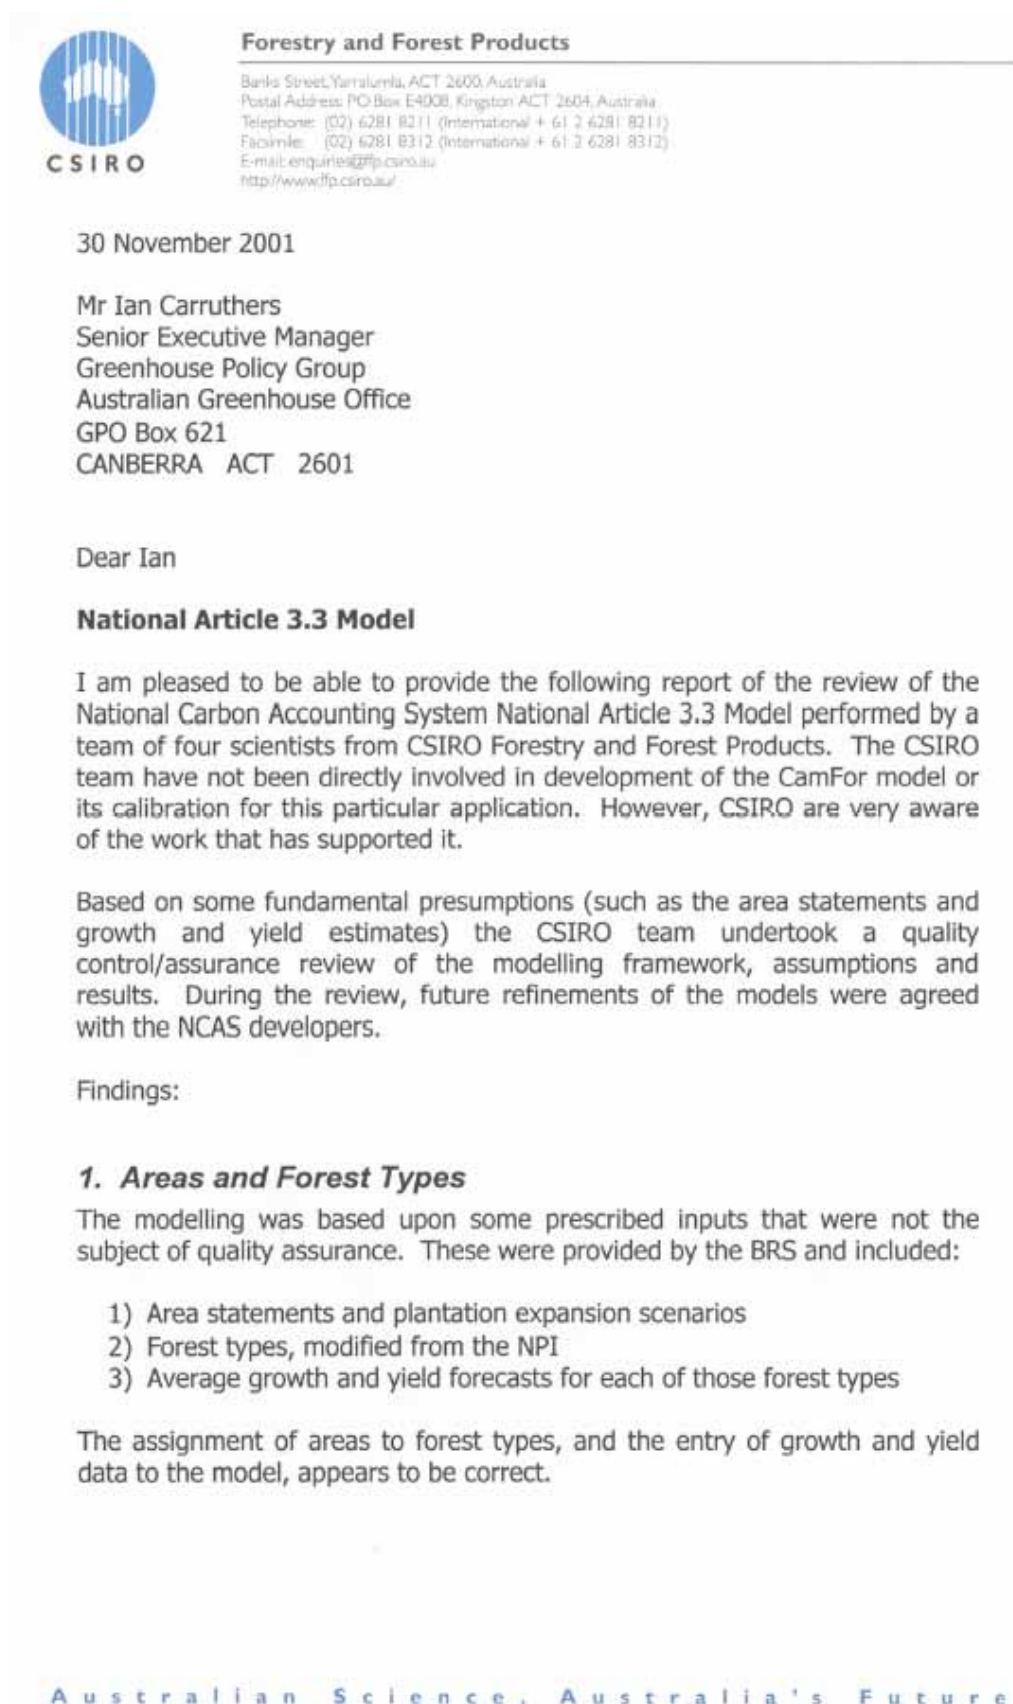 Forestry and Forest Products
Banks Street, Yarralumla, ACT 2600, Australia
Postal Address: PO Box E4008, Kingston ACT 2604, Australia
Telephone: (02) 6281 8211 (International + 61 2 6281 8211)
Facsimile: (02) 6281 8312 (International + 61 2 6281 8312)
E-mail: enquiries@ffp.csiro.au
http://www.ffp.csiro.au/
CSIRO
30 November 2001
Mr Ian Carruthers
Senior Executive Manager
Greenhouse Policy Group
Australian Greenhouse Office
GPO Box 621
CANBERRA ACT 2601
Dear Ian
National Article 3.3 Model
I am pleased to be able to provide the following report of the review of the
National Carbon Accounting System National Article 3.3 Model performed by a
team of four scientists from CSIRO Forestry and Forest Products. The CSIRO
team have not been directly involved in development of the CamFor model or
its calibration for this particular application. However, CSIRO are very aware
of the work that has supported it.
Based on some fundamental presumptions (such as the area statements and
growth and yield estimates) the CSIRO team undertook a quality
control/assurance review of the modelling framework, assumptions and
results. During the review, future refinements of the models were agreed
with the NCAS developers.
Findings:
1. Areas and Forest Types
The modelling was based upon some prescribed inputs that were not the
subject of quality assurance. These were provided by the BRS and included:
1) Area statements and plantation expansion scenarios
2) Forest types, modified from the NPI
3) Average growth and yield forecasts for each of those forest types
The assignment of areas to forest types, and the entry of growth and yield
data to the model, appears to be correct.
Australian Science, Australia's Future